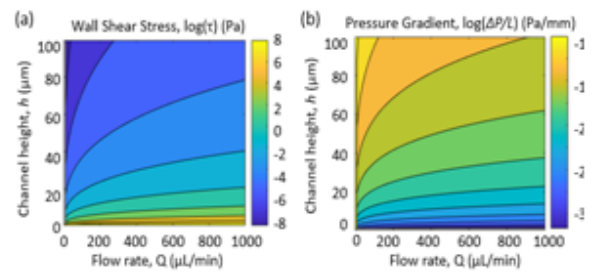 (a)
Wall Shear Stress, log(τ) (Pa)
Channel height, h (µm)
100
80
60
40
20
0
0 200 400 600 800 1000
Flow rate, Q (µL/min)
8
6
4
2
0
-2
-4
-6
-8
(b)
Pressure Gradient, log(ΔP/L) (Pa/mm)
Channel height, h (µm)
100
80
60
40
20
0
0 200 400 600 800 1000
Flow rate, Q (µL/min)
-1
-2
-3